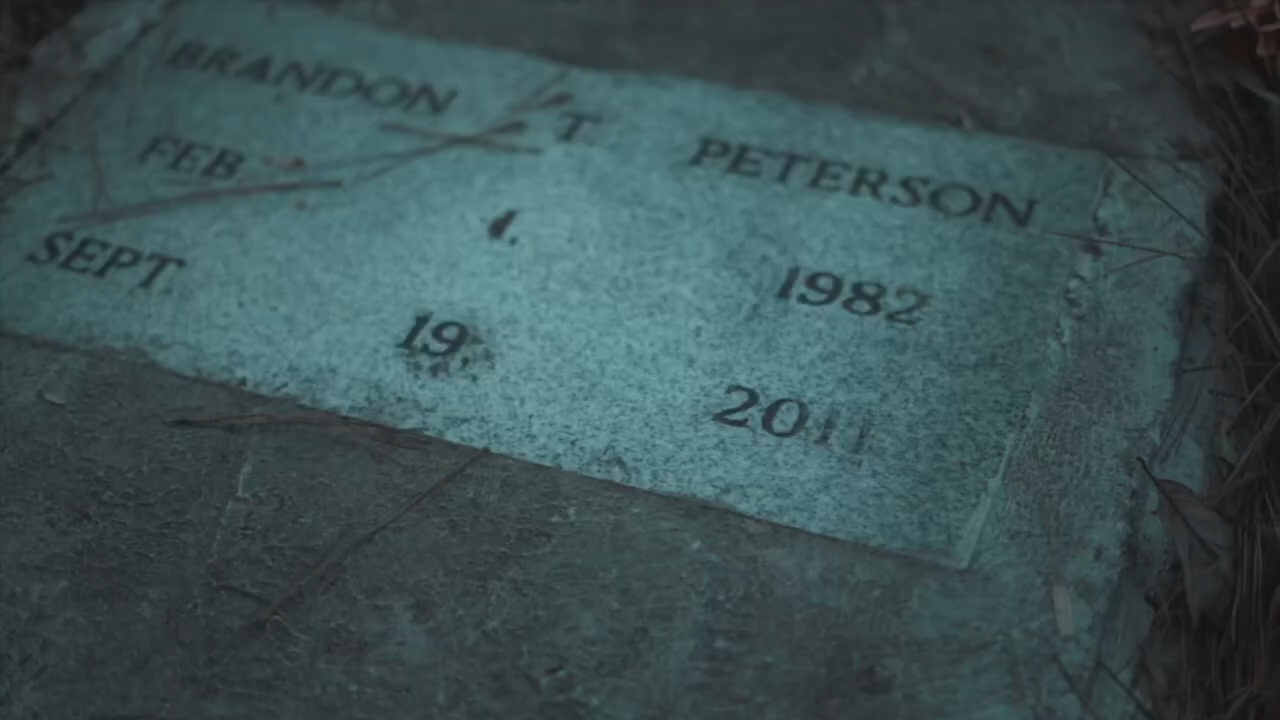 BRANDON T PETERSON
FEB 1, 1982
SEPT. 19, 2011